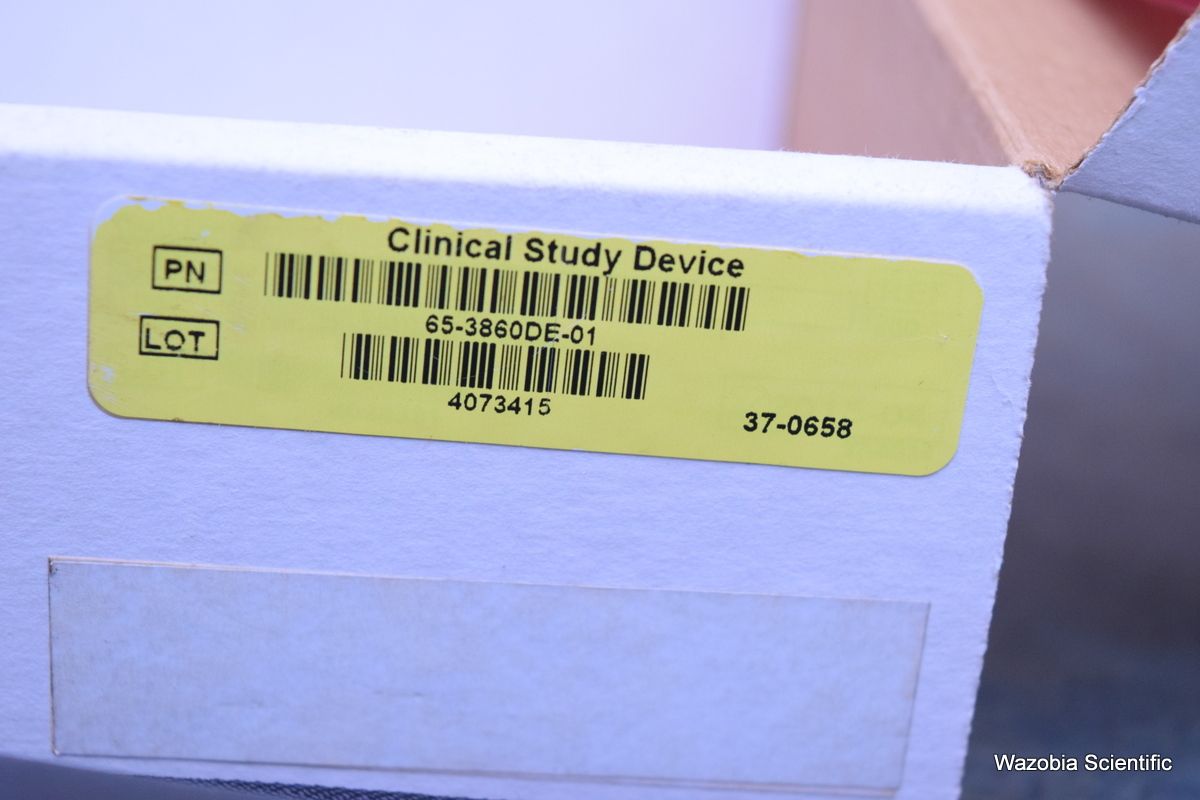 Clinical Study Device
PN
65-3860DE-01
LOT
4073415
37-0658
Wazobia Scientific